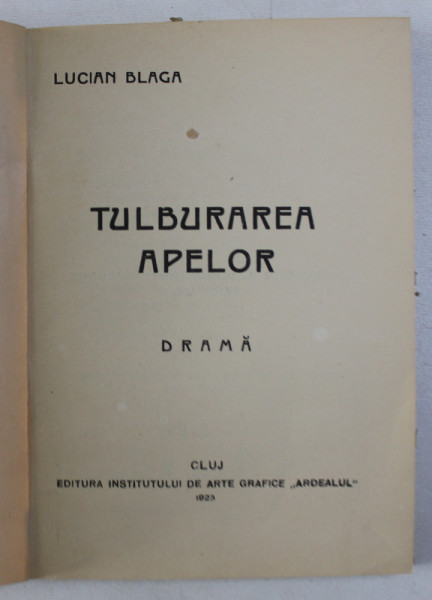 LUCIAN BLAGA
TULBURAREA
APELOR
DRAMĂ
CLUJ
EDITURA INSTITUTULUI DE ARTE GRAFICE „ARDEALUL"
1923